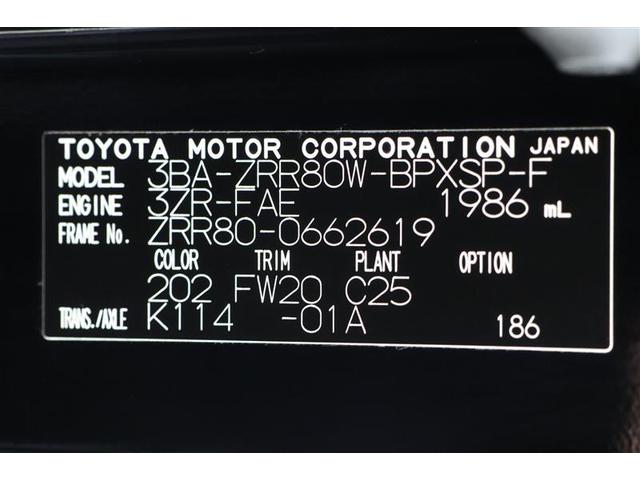 TOYOTA MOTOR CORPORATION JAPAN
MODEL 3BA-ZRR80W-BPXSP-F
ENGINE 3ZR-FAE 1986 mL
FRAME No. ZRR80-0662619
COLOR TRIM PLANT OPTION
202 FW20 C25
TRANS./AXLE K114 -01A 186